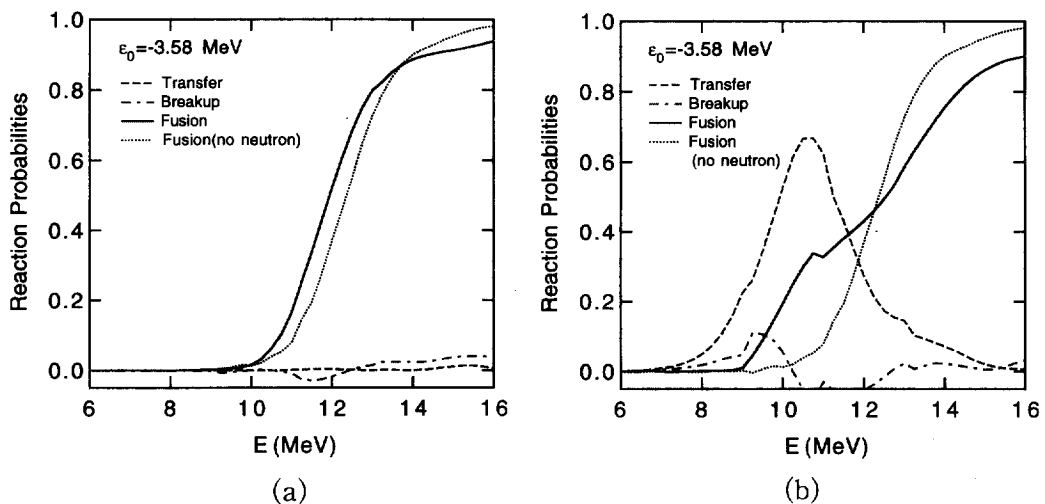 1.0
0.8
0.6
0.4
0.2
0.0
Reaction Probabilities
ε₀=-3.58 MeV
Transfer
Breakup
Fusion
Fusion(no neutron)
6 8 10 12 14 16
E (MeV)
(a)
1.0
0.8
0.6
0.4
0.2
0.0
Reaction Probabilities
ε₀=-3.58 MeV
Transfer
Breakup
Fusion
Fusion
(no neutron)
6 8 10 12 14 16
E (MeV)
(b)